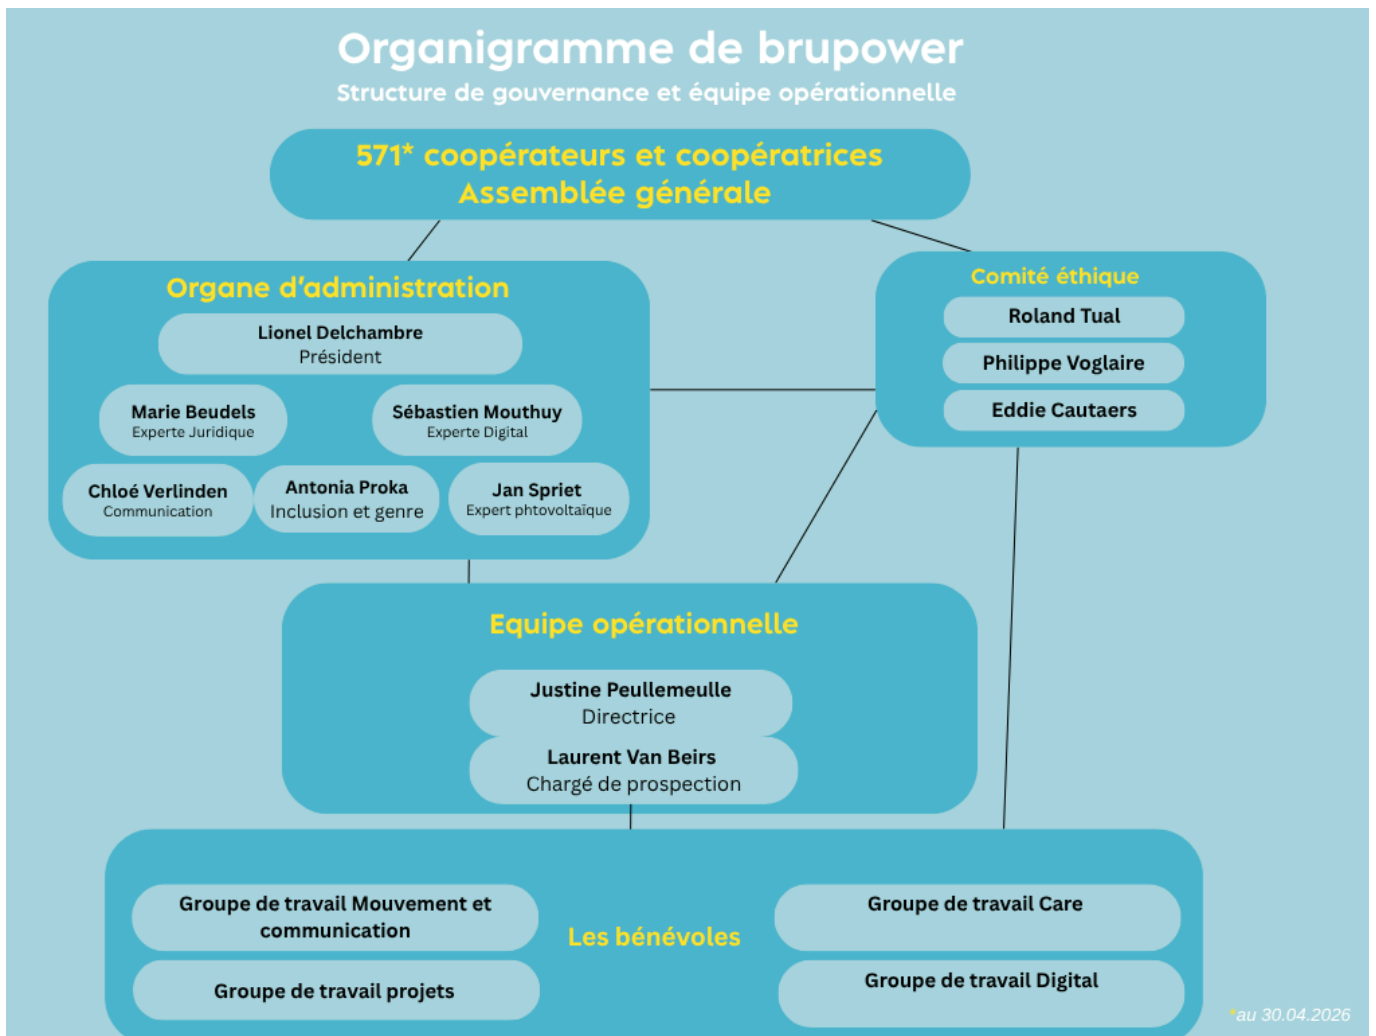 Organigramme de brupower
Structure de gouvernance et équipe opérationnelle
571* coopérateurs et coopératrices
Assemblée générale
Organe d'administration
Lionel Delchambre
Président
Marie Beudels
Experte Juridique
Sébastien Mouthuy
Experte Digital
Chloé Verlinden
Communication
Antonia Proka
Inclusion et genre
Jan Spriet
Expert phtovoltaïque
Comité éthique
Roland Tual
Philippe Voglaire
Eddie Cautaers
Equipe opérationnelle
Justine Peullemeulle
Directrice
Laurent Van Beirs
Chargé de prospection
Groupe de travail Mouvement et
communication
Groupe de travail projets
Les bénévoles
Groupe de travail Care
Groupe de travail Digital
*au 30.04.2026